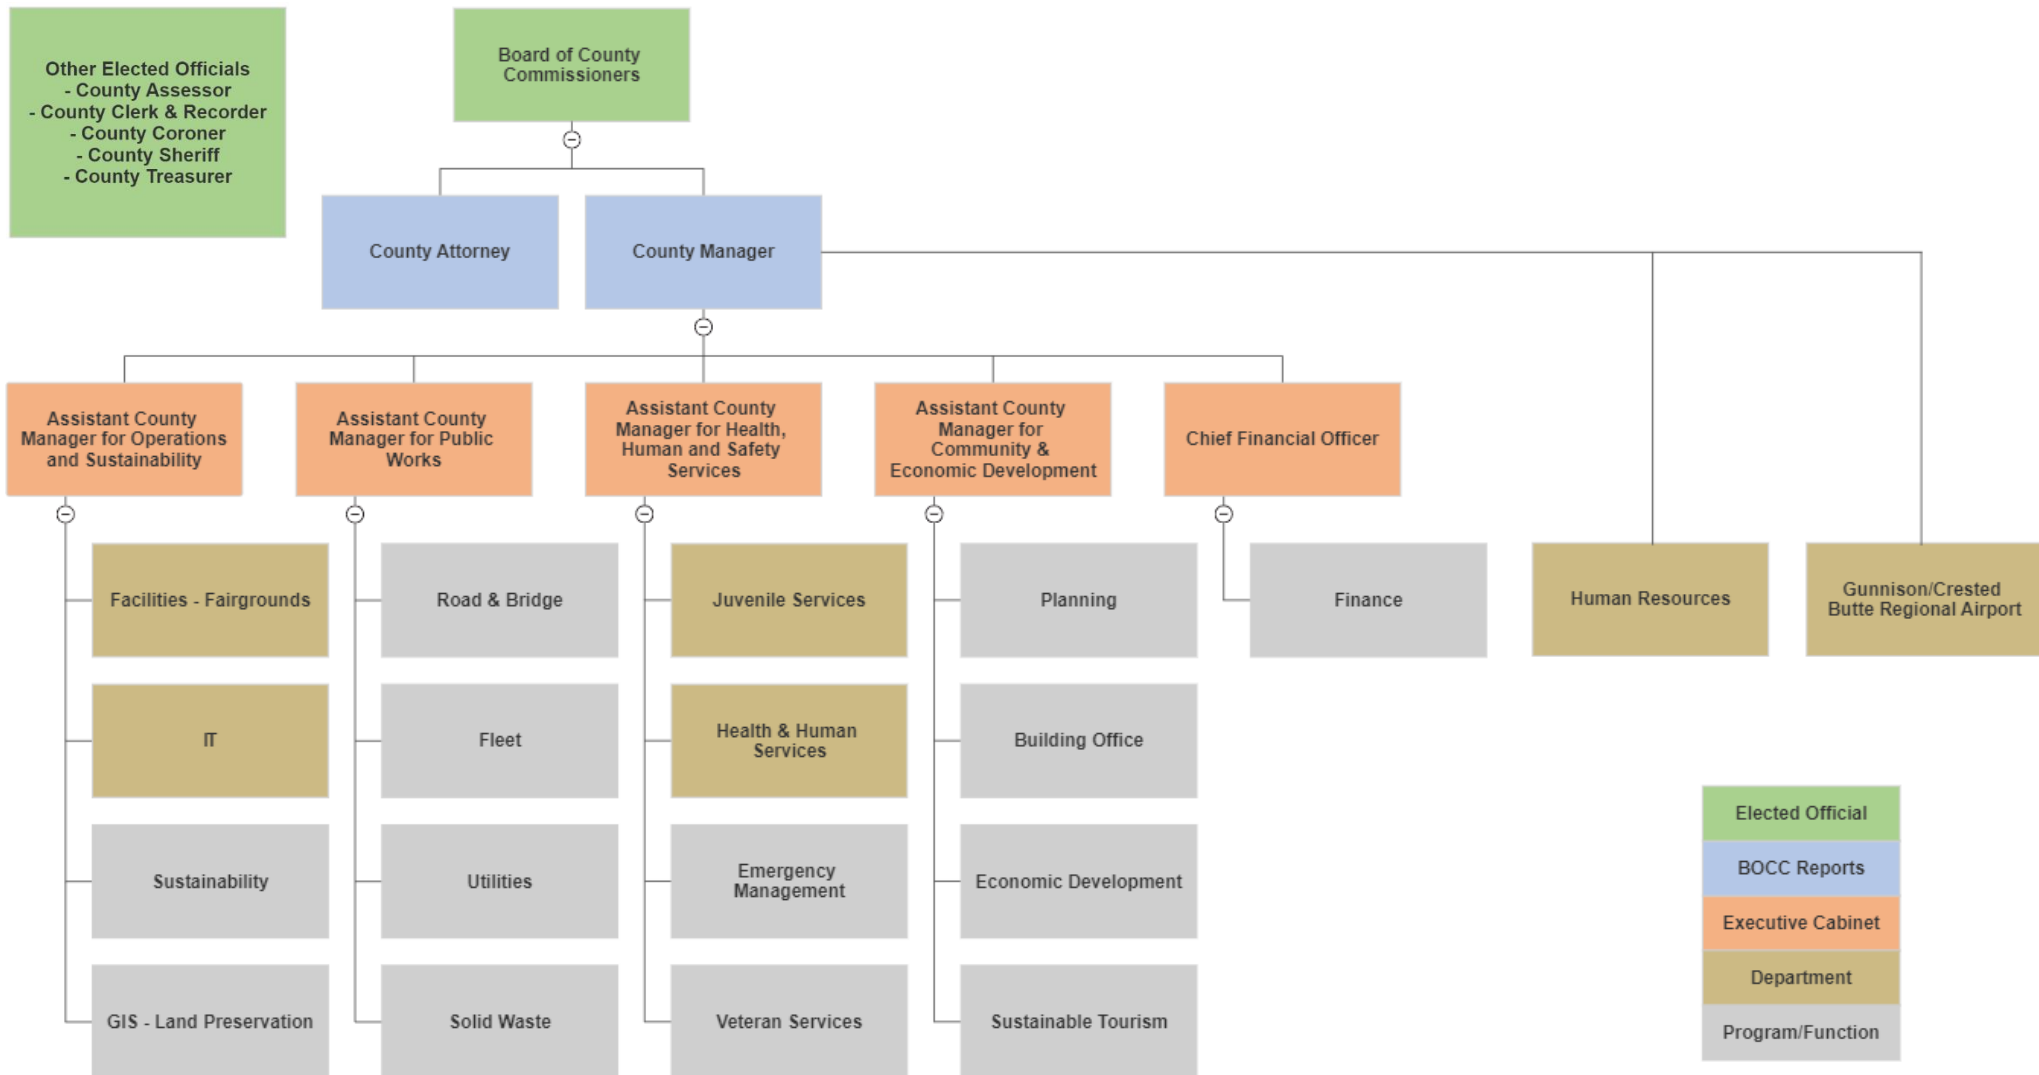 Other Elected Officials
- County Assessor
- County Clerk & Recorder
- County Coroner
- County Sheriff
- County Treasurer
Board of County
Commissioners
County Attorney
County Manager
Assistant County
Manager for Operations
and Sustainability
Assistant County
Manager for Public
Works
Assistant County
Manager for Health,
Human and Safety
Services
Assistant County
Manager for
Community &
Economic Development
Chief Financial Officer
Facilities - Fairgrounds
Road & Bridge
Juvenile Services
Planning
Finance
Human Resources
Gunnison/Crested
Butte Regional Airport
IT
Fleet
Health & Human
Services
Building Office
Sustainability
Utilities
Emergency
Management
Economic Development
GIS - Land Preservation
Solid Waste
Veteran Services
Sustainable Tourism
Elected Official
BOCC Reports
Executive Cabinet
Department
Program/Function